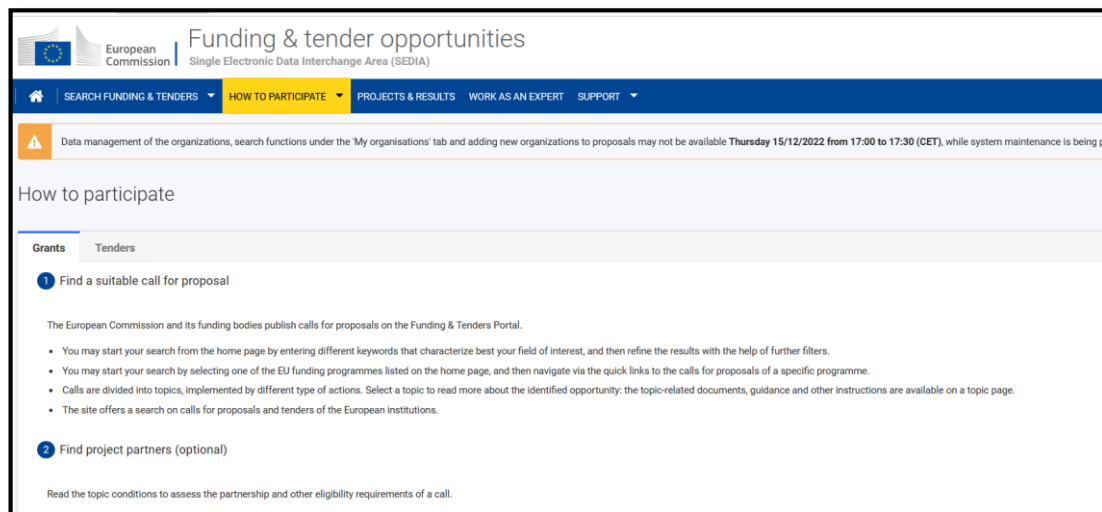 European Commission
Funding & tender opportunities
Single Electronic Data Interchange Area (SEDIA)
SEARCH FUNDING & TENDERS HOW TO PARTICIPATE PROJECTS & RESULTS WORK AS AN EXPERT SUPPORT
Data management of the organizations, search functions under the 'My organisations' tab and adding new organizations to proposals may not be available Thursday 15/12/2022 from 17:00 to 17:30 (CET), while system maintenance is being
How to participate
Grants Tenders
1 Find a suitable call for proposal
The European Commission and its funding bodies publish calls for proposals on the Funding & Tenders Portal.
• You may start your search from the home page by entering different keywords that characterize best your field of interest, and then refine the results with the help of further filters.
• You may start your search by selecting one of the EU funding programmes listed on the home page, and then navigate via the quick links to the calls for proposals of a specific programme.
• Calls are divided into topics, implemented by different type of actions. Select a topic to read more about the identified opportunity: the topic-related documents, guidance and other instructions are available on a topic page.
• The site offers a search on calls for proposals and tenders of the European institutions.
2 Find project partners (optional)
Read the topic conditions to assess the partnership and other eligibility requirements of a call.